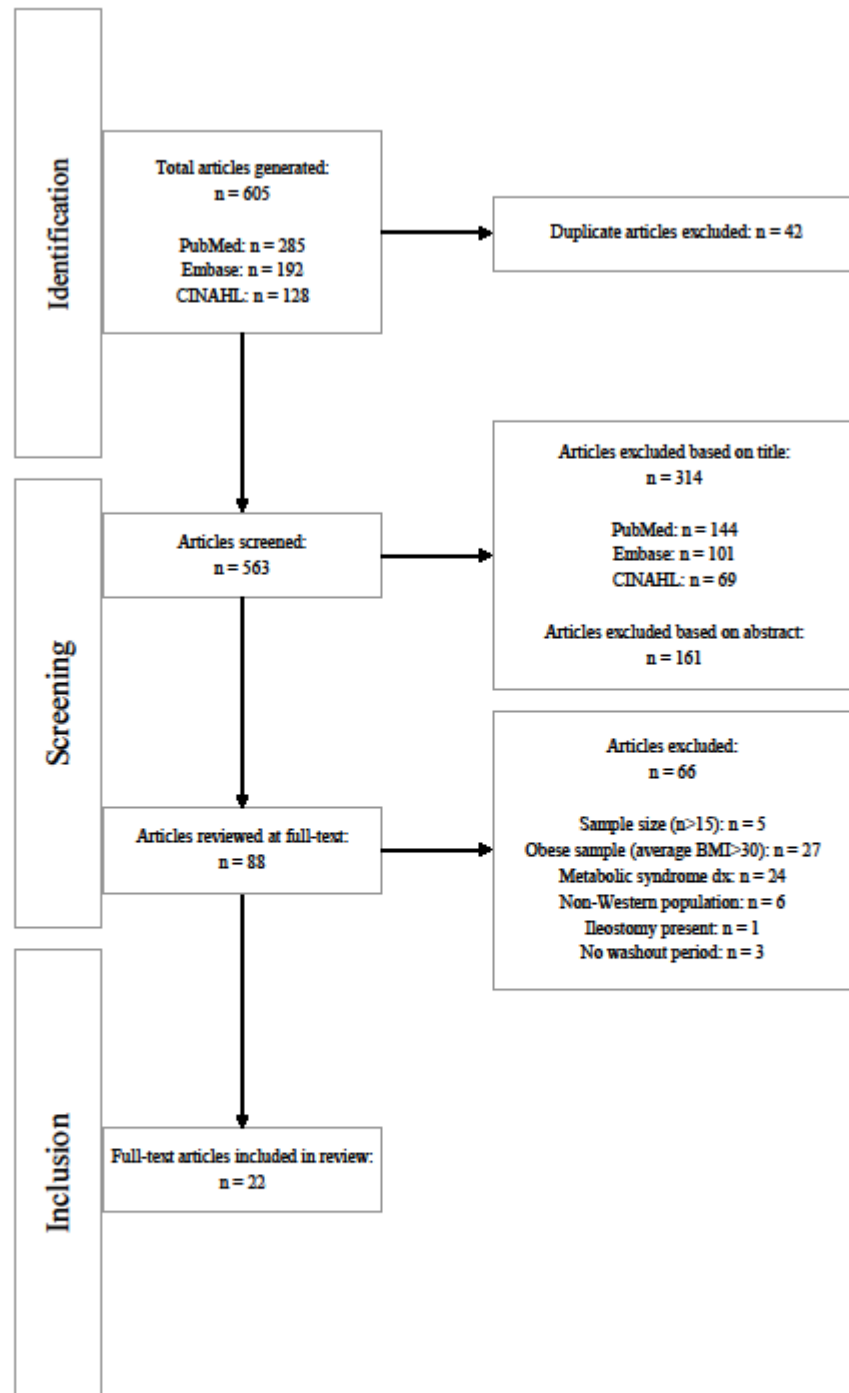 Identification
Total articles generated:
n = 605
PubMed: n = 285
Embase: n = 192
CINAHL: n = 128
Duplicate articles excluded: n = 42
Screening
Articles screened:
n = 563
Articles excluded based on title:
n = 314
PubMed: n = 144
Embase: n = 101
CINAHL: n = 69
Articles excluded based on abstract:
n = 161
Articles reviewed at full-text:
n = 88
Articles excluded:
n = 66
Sample size (n>15): n = 5
Obese sample (average BMI>30): n = 27
Metabolic syndrome dx: n = 24
Non-Western population: n = 6
Ileostomy present: n = 1
No washout period: n = 3
Inclusion
Full-text articles included in review:
n = 22